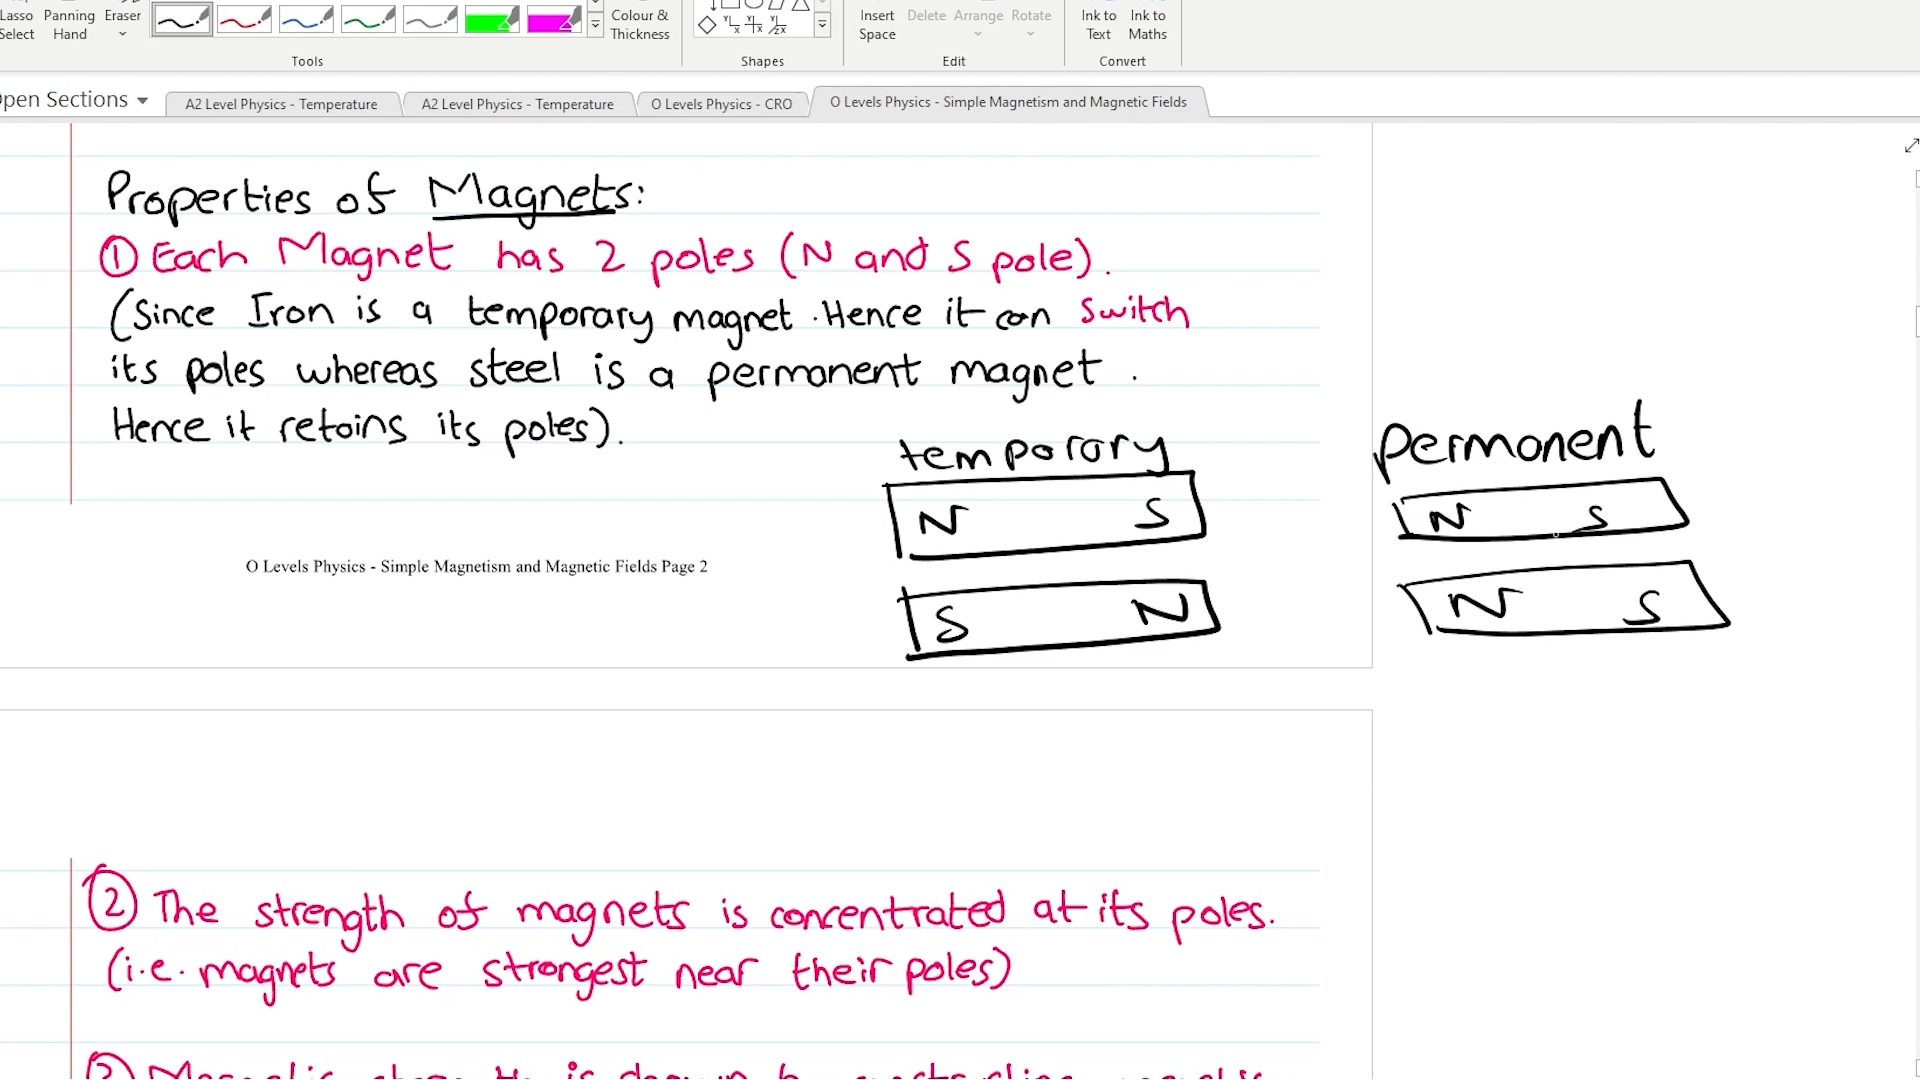 Lasso Select
Panning Hand
Eraser
Colour & Thickness
Insert Space
Delete
Arrange
Rotate
Ink to Text
Ink to Maths
Tools
Shapes
Edit
Convert
Open Sections
A2 Level Physics - Temperature
A2 Level Physics - Temperature
O Levels Physics - CRO
O Levels Physics - Simple Magnetism and Magnetic Fields
Properties of Magnets:
① Each Magnet has 2 poles (N and S pole).
(Since Iron is a temporary magnet. Hence it can switch
its poles whereas steel is a permanent magnet.
Hence it retains its poles).
temporary
N S
S N
permanent
N S
N S
O Levels Physics - Simple Magnetism and Magnetic Fields Page 2
② The strength of magnets is concentrated at its poles.
(i.e. magnets are strongest near their poles)